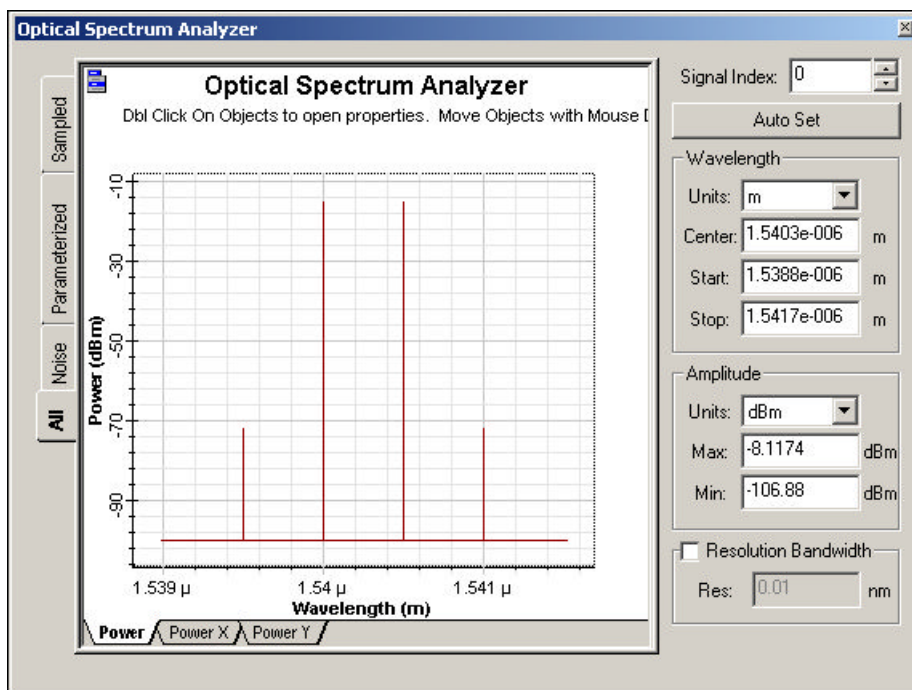 Optical Spectrum Analyzer
Sampled
Parameterized
Noise
All
Optical Spectrum Analyzer
Dbl Click On Objects to open properties. Move Objects with Mouse D
Power (dBm)
-10
-30
-50
-70
-90
1.539 µ
1.54 µ
1.541 µ
Wavelength (m)
Power
Power X
Power Y
Signal Index: 0
Auto Set
Wavelength
Units: m
Center: 1.5403e-006 m
Start: 1.5388e-006 m
Stop: 1.5417e-006 m
Amplitude
Units: dBm
Max: -8.1174 dBm
Min: -106.88 dBm
Resolution Bandwidth
Res: 0.01 nm